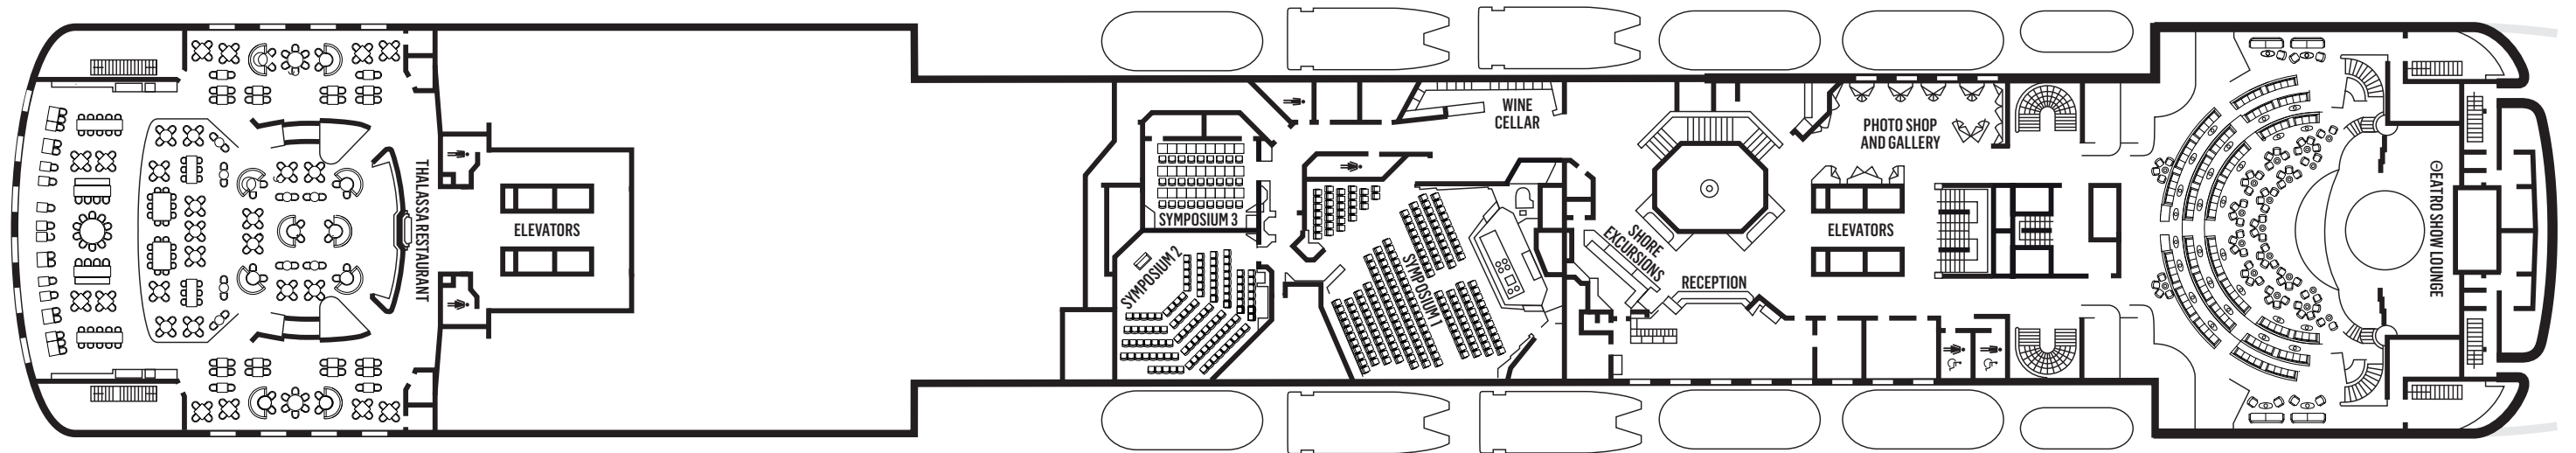 THALASSA RESTAURANT
ELEVATORS
SYMPOSIUM 3
SYMPOSIUM 2
SYMPOSIUM 1
WINE
CELLAR
SHORE
EXCURSIONS
RECEPTION
PHOTO SHOP
AND GALLERY
ELEVATORS
ΘEATRO SHOW LOUNGE